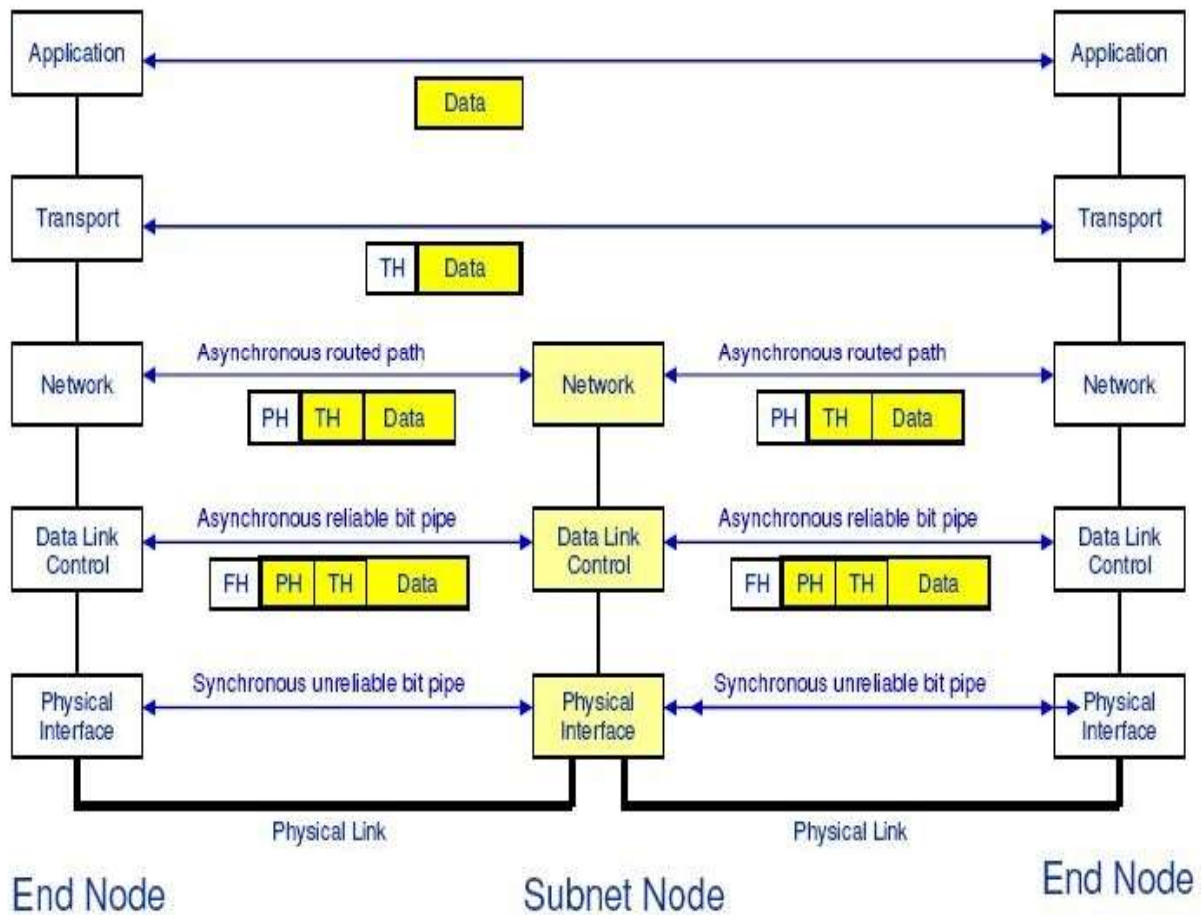 Application
Application
Data
Transport
Transport
TH Data
Asynchronous routed path
Asynchronous routed path
Network
Network
Network
PH TH Data
PH TH Data
Asynchronous reliable bit pipe
Asynchronous reliable bit pipe
Data Link
Control
Data Link
Control
Data Link
Control
FH PH TH Data
FH PH TH Data
Synchronous unreliable bit pipe
Synchronous unreliable bit pipe
Physical
Interface
Physical
Interface
Physical
Interface
Physical Link
Physical Link
End Node
Subnet Node
End Node